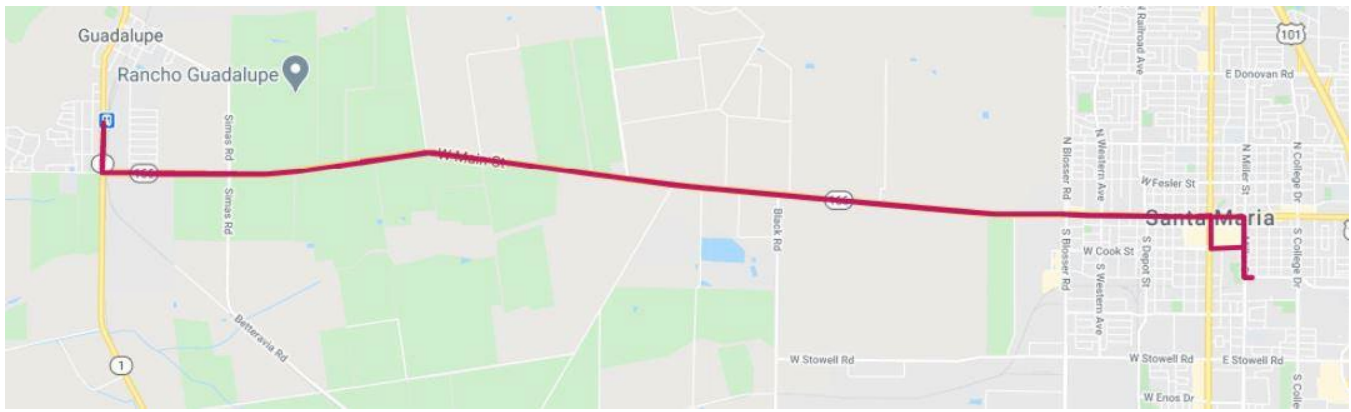 Guadalupe
Rancho Guadalupe
Simas Rd
Simas Rd
166
W Main St
166
Betteravia Rd
1
Black Rd
W Stowell Rd
N Railroad Ave
101
E Donovan Rd
N Blosser Rd
N Western Ave
N Miller St
N College Dr
W Fesler St
Santa Maria
S Blosser Rd
W Cook St
S Western Ave
S Depot St
S College Dr
W Stowell Rd
E Stowell Rd
W Enos Dr
S Col